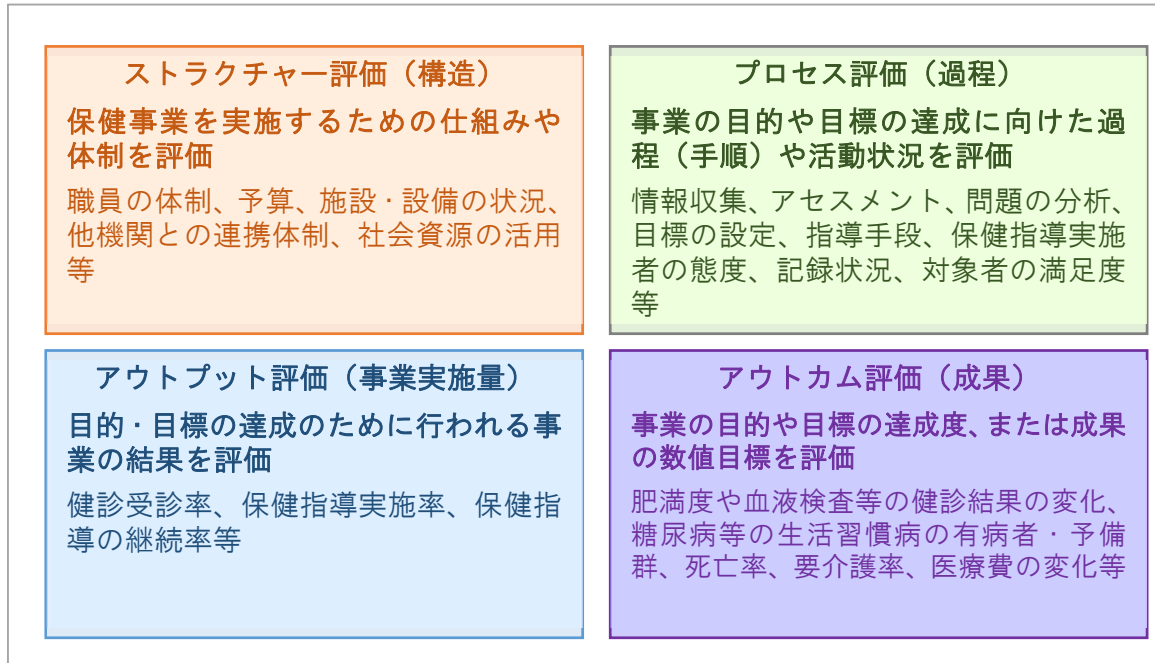 ストラクチャー評価（構造）
保健事業を実施するための仕組みや
体制を評価
職員の体制、予算、施設・設備の状況、
他機関との連携体制、社会資源の活用
等
プロセス評価（過程）
事業の目的や目標の達成に向けた過
程（手順）や活動状況を評価
情報収集、アセスメント、問題の分析、
目標の設定、指導手段、保健指導実施
者の態度、記録状況、対象者の満足度
等
アウトプット評価（事業実施量）
目的・目標の達成のために行われる事
業の結果を評価
健診受診率、保健指導実施率、保健指
導の継続率等
アウトカム評価（成果）
事業の目的や目標の達成度、または成果
の数値目標を評価
肥満度や血液検査等の健診結果の変化、
糖尿病等の生活習慣病の有病者・予備
群、死亡率、要介護率、医療費の変化等